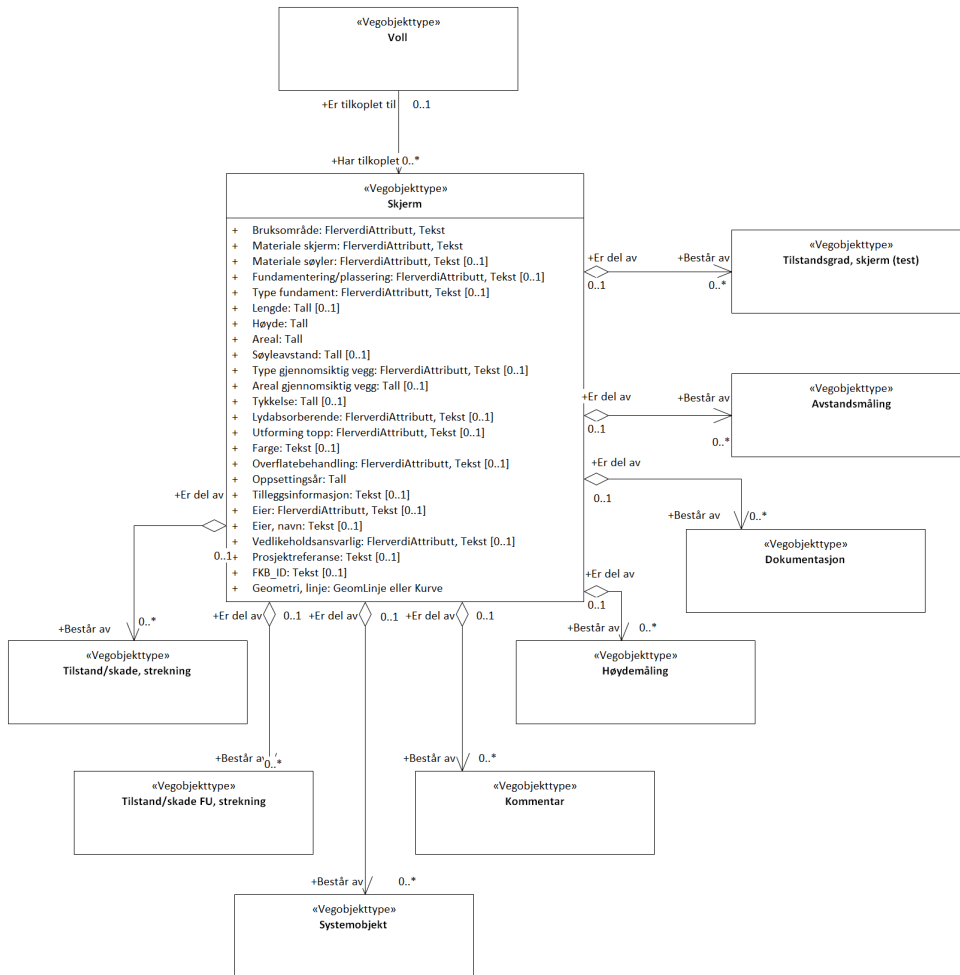 «Vegobjekttype»
Voll
+Er tilkoplet til 0..1
+Har tilkoplet 0..*
«Vegobjekttype»
Skjerm
+ Bruksområde: FlerverdiAttributt, Tekst
+ Materiale skjerm: FlerverdiAttributt, Tekst
+ Materiale søyler: FlerverdiAttributt, Tekst [0..1]
+ Fundamentering/plassering: FlerverdiAttributt, Tekst [0..1]
+ Type fundament: FlerverdiAttributt, Tekst [0..1]
+ Lengde: Tall [0..1]
+ Høyde: Tall
+ Areal: Tall
+ Søyleavstand: Tall [0..1]
+ Type gjennomsiktig vegg: FlerverdiAttributt, Tekst [0..1]
+ Areal gjennomsiktig vegg: Tall [0..1]
+ Tykkelse: Tall [0..1]
+ Lydabsorberende: FlerverdiAttributt, Tekst [0..1]
+ Utforming topp: FlerverdiAttributt, Tekst [0..1]
+ Farge: Tekst [0..1]
+ Overflatebehandling: FlerverdiAttributt, Tekst [0..1]
+ Oppsettingsår: Tall
+ Tilleggsinformasjon: Tekst [0..1]
+ Eier: FlerverdiAttributt, Tekst [0..1]
+ Eier, navn: Tekst [0..1]
+ Vedlikeholdsansvarlig: FlerverdiAttributt, Tekst [0..1]
+ Prosjektreferanse: Tekst [0..1]
+ FKB_ID: Tekst [0..1]
+ Geometri, linje: GeomLinje eller Kurve
+Er del av +Består av
0..1 0..*
«Vegobjekttype»
Tilstandsgrad, skjerm (test)
+Er del av +Består av
0..1 0..*
«Vegobjekttype»
Avstandsmåling
+Er del av
0..1
+Består av 0..*
«Vegobjekttype»
Dokumentasjon
+Er del av
0..1
+Består av 0..*
«Vegobjekttype»
Høydemåling
+Er del av
0..1
+Består av 0..*
«Vegobjekttype»
Tilstand/skade, strekning
+Er del av 0..1
+Består av 0..*
«Vegobjekttype»
Tilstand/skade FU, strekning
+Er del av 0..1
+Består av 0..*
«Vegobjekttype»
Systemobjekt
+Er del av 0..1
+Består av 0..*
«Vegobjekttype»
Kommentar